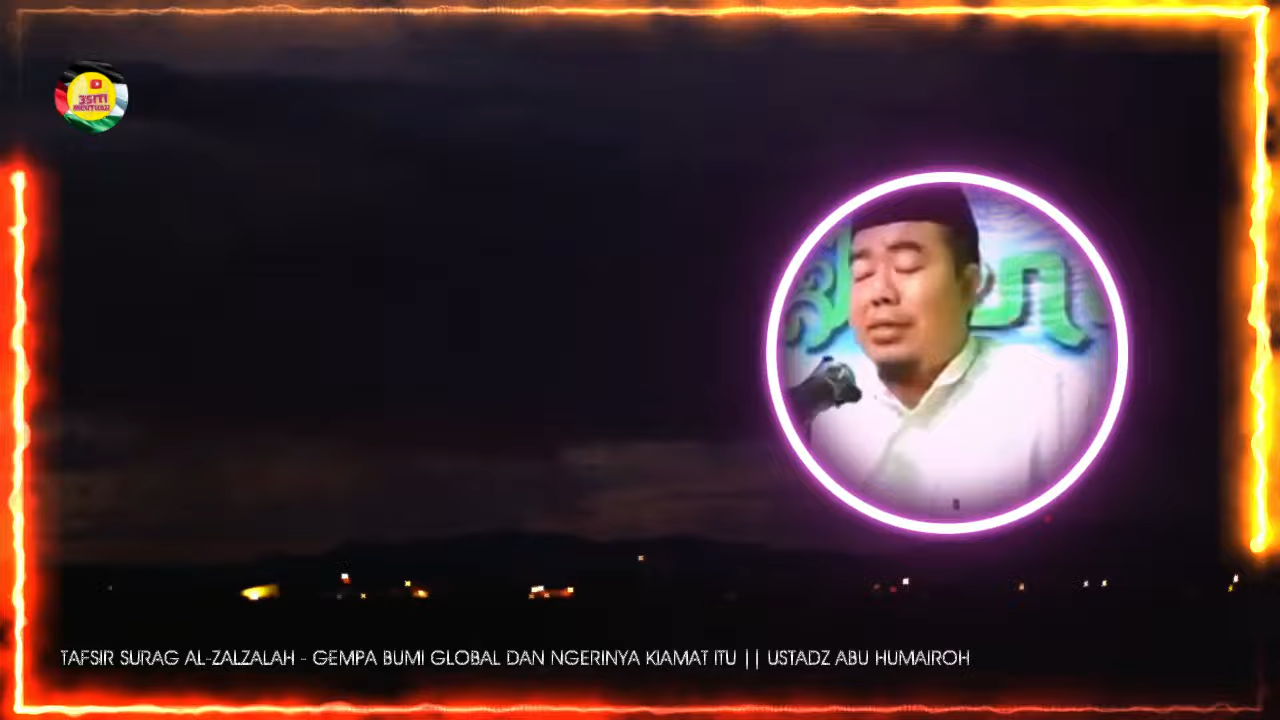 TAFSIR SURAG AL-ZALZALAH - GEMPA BUMI GLOBAL DAN NGERINYA KIAMAT ITU || USTADZ ABU HUMAIROH